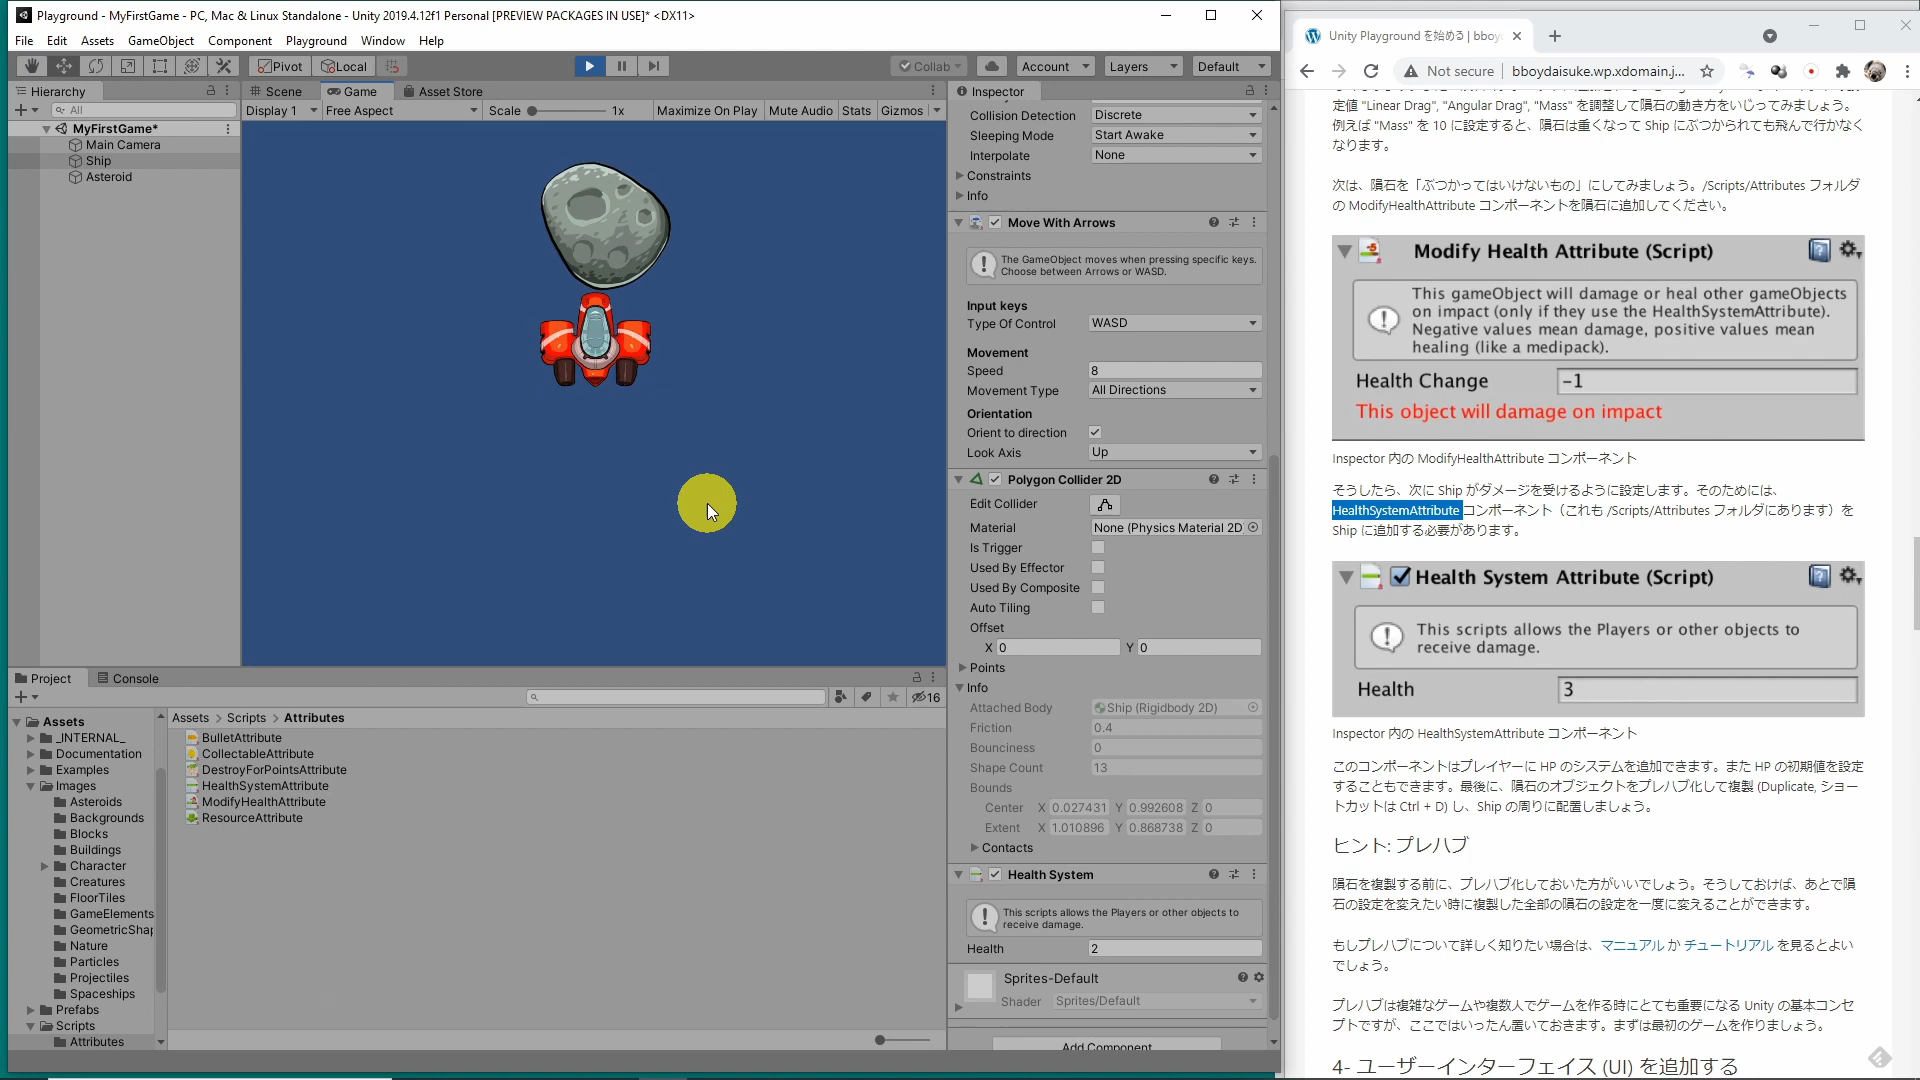 Playground - MyFirstGame - PC, Mac & Linux Standalone - Unity 2019.4.12f1 Personal [PREVIEW PACKAGES IN USE]* <DX11>
File Edit Assets GameObject Component Playground Window Help
Pivot Local Collab Account Layers Default
Hierarchy
All
MyFirstGame*
Main Camera
Ship
Asteroid
Scene Game Asset Store
Display 1 Free Aspect Scale 1x Maximize On Play Mute Audio Stats Gizmos
Inspector
Collision Detection Discrete
Sleeping Mode Start Awake
Interpolate None
Constraints
Info
Move With Arrows
The GameObject moves when pressing specific keys.
Choose between Arrows or WASD.
Input keys
Type Of Control WASD
Movement
Speed 8
Movement Type All Directions
Orientation
Orient to direction
Look Axis Up
Polygon Collider 2D
Edit Collider
Material None (Physics Material 2D
Is Trigger
Used By Effector
Used By Composite
Auto Tiling
Offset
X 0 Y 0
Points
Info
Attached Body Ship (Rigidbody 2D)
Friction 0.4
Bounciness 0
Shape Count 13
Bounds
Center X 0.027431 Y 0.992608 Z 0
Extent X 1.010896 Y 0.868738 Z 0
Contacts
Health System
This scripts allows the Players or other objects to
receive damage.
Health 2
Sprites-Default
Shader Sprites/Default
Add Component
Project Console
16
Assets
_INTERNAL_
Documentation
Examples
Images
Asteroids
Backgrounds
Blocks
Buildings
Character
Creatures
FloorTiles
GameElements
GeometricShap
Nature
Particles
Projectiles
Spaceships
Prefabs
Scripts
Attributes
Assets > Scripts > Attributes
BulletAttribute
CollectableAttribute
DestroyForPointsAttribute
HealthSystemAttribute
ModifyHealthAttribute
ResourceAttribute
Unity Playground を始める | bboyd
Not secure bboydaisuke.wp.xdomain.j...
定値 "Linear Drag", "Angular Drag", "Mass" を調整して隕石の動き方をいじってみましょう。
例えば "Mass" を 10 に設定すると、隕石は重くなって Ship にぶつかられても飛んで行かなく
なります。
次は、隕石を「ぶつかってはいけないもの」にしてみましょう。/Scripts/Attributes フォルダ
の ModifyHealthAttribute コンポーネントを隕石に追加してください。
Modify Health Attribute (Script)
This gameObject will damage or heal other gameObjects
on impact (only if they use the HealthSystemAttribute).
Negative values mean damage, positive values mean
healing (like a medipack).
Health Change -1
This object will damage on impact
Inspector 内の ModifyHealthAttribute コンポーネント
そうしたら、次に Ship がダメージを受けるように設定します。そのためには、
HealthSystemAttribute コンポーネント（これも /Scripts/Attributes フォルダにあります）を
Ship に追加する必要があります。
Health System Attribute (Script)
This scripts allows the Players or other objects to
receive damage.
Health 3
Inspector 内の HealthSystemAttribute コンポーネント
このコンポーネントはプレイヤーに HP のシステムを追加できます。また HP の初期値を設定
することもできます。最後に、隕石のオブジェクトをプレハブ化して複製 (Duplicate, ショー
トカットは Ctrl + D) し、Ship の周りに配置しましょう。
ヒント: プレハブ
隕石を複製する前に、プレハブ化しておいた方がいいでしょう。そうしておけば、あとで隕
石の設定を変えたい時に複製した全部の隕石の設定を一度に変えることができます。
もしプレハブについて詳しく知りたい場合は、マニュアル か チュートリアル を見るとよい
でしょう。
プレハブは複雑なゲームや複数人でゲームを作る時にとても重要になる Unity の基本コンセ
プトですが、ここではいったん置いておきます。まずは最初のゲームを作りましょう。
4- ユーザーインターフェイス (UI) を追加する